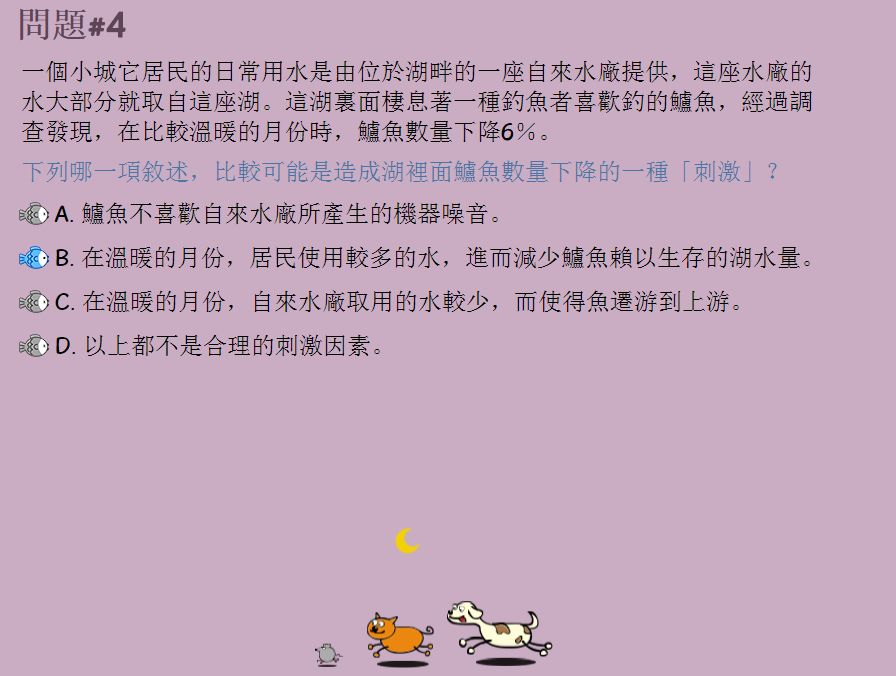 問題#4
一個小城它居民的日常用水是由位於湖畔的一座自來水廠提供，這座水廠的
水大部分就取自這座湖。這湖裏面棲息著一種釣魚者喜歡釣的鱸魚，經過調
查發現，在比較溫暖的月份時，鱸魚數量下降6%。
下列哪一項敘述，比較可能是造成湖裡面鱸魚數量下降的一種「刺激」？
A. 鱸魚不喜歡自來水廠所產生的機器噪音。
B. 在溫暖的月份，居民使用較多的水，進而減少鱸魚賴以生存的湖水量。
C. 在溫暖的月份，自來水廠取用的水較少，而使得魚遷游到上游。
D. 以上都不是合理的刺激因素。